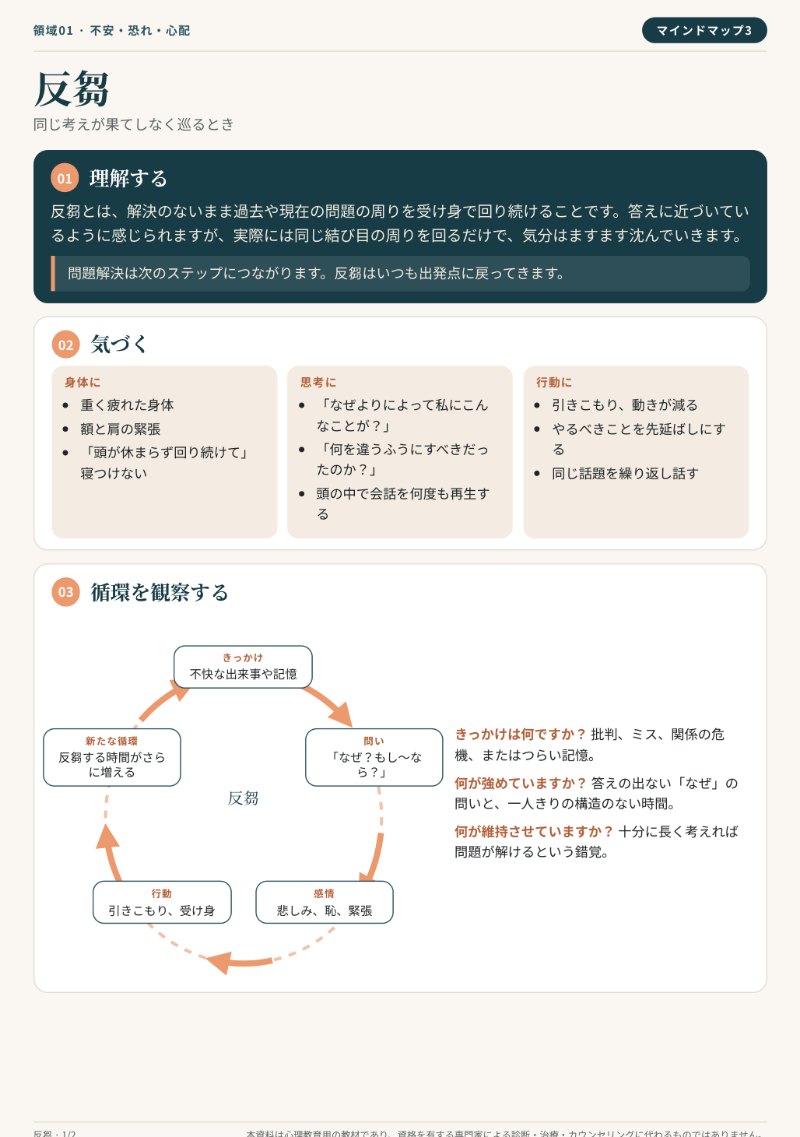 領域01 · 不安・恐れ・心配
マインドマップ3
反芻
同じ考えが果てしなく巡るとき
01 理解する
反芻とは、解決のないまま過去や現在の問題の周りを受け身で回り続けることです。答えに近づいてい
るように感じられますが、実際には同じ結び目の周りを回るだけで、気分はますます沈んでいきます。
問題解決は次のステップにつながります。反芻はいつも出発点に戻ってきます。
02 気づく
身体に
• 重く疲れた身体
• 額と肩の緊張
• 「頭が休まらず回り続けて」
寝つけない
思考に
• 「なぜよりによって私にこん
なことが？」
• 「何を違うふうにすべきだっ
たのか？」
• 頭の中で会話を何度も再生す
る
行動に
• 引きこもり、動きが減る
• やるべきことを先延ばしにす
る
• 同じ話題を繰り返し話す
03 循環を観察する
きっかけ
不快な出来事や記憶
問い
「なぜ？もし〜な
ら？」
感情
悲しみ、恥、緊張
行動
引きこもり、受け身
新たな循環
反芻する時間がさら
に増える
反芻
きっかけは何ですか？ 批判、ミス、関係の危
機、またはつらい記憶。
何が強めていますか？ 答えの出ない「なぜ」の
問いと、一人きりの構造のない時間。
何が維持させていますか？ 十分に長く考えれば
問題が解けるという錯覚。
反芻 · 1/2
本資料は心理教育用の教材であり、資格を有する専門家による診断・治療・カウンセリングに代わるものではありません。